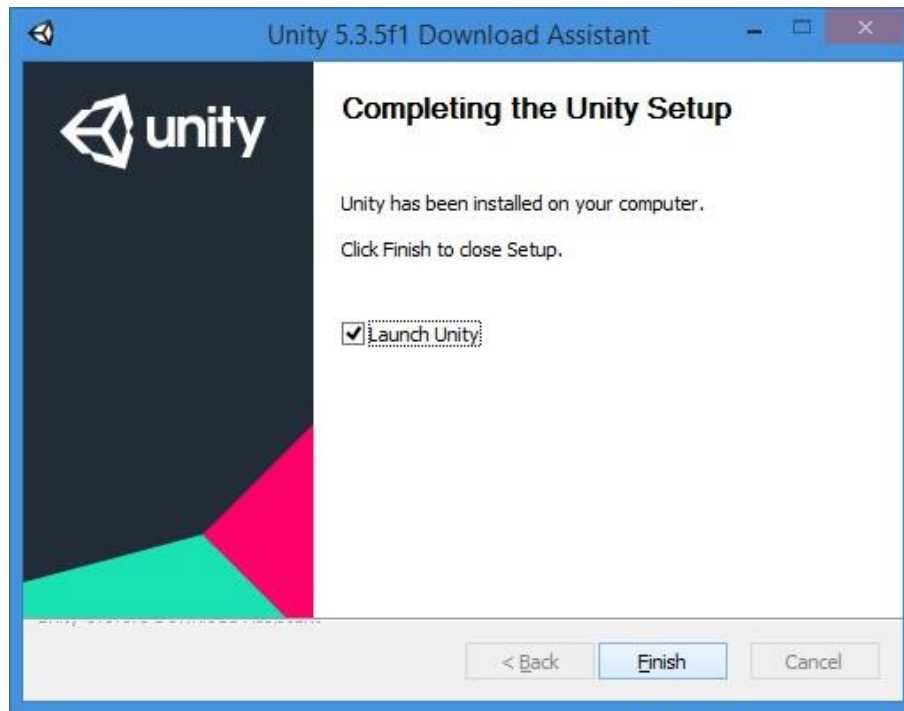 Unity 5.3.5f1 Download Assistant
unity
Completing the Unity Setup
Unity has been installed on your computer.
Click Finish to close Setup.
Launch Unity
< Back
Finish
Cancel